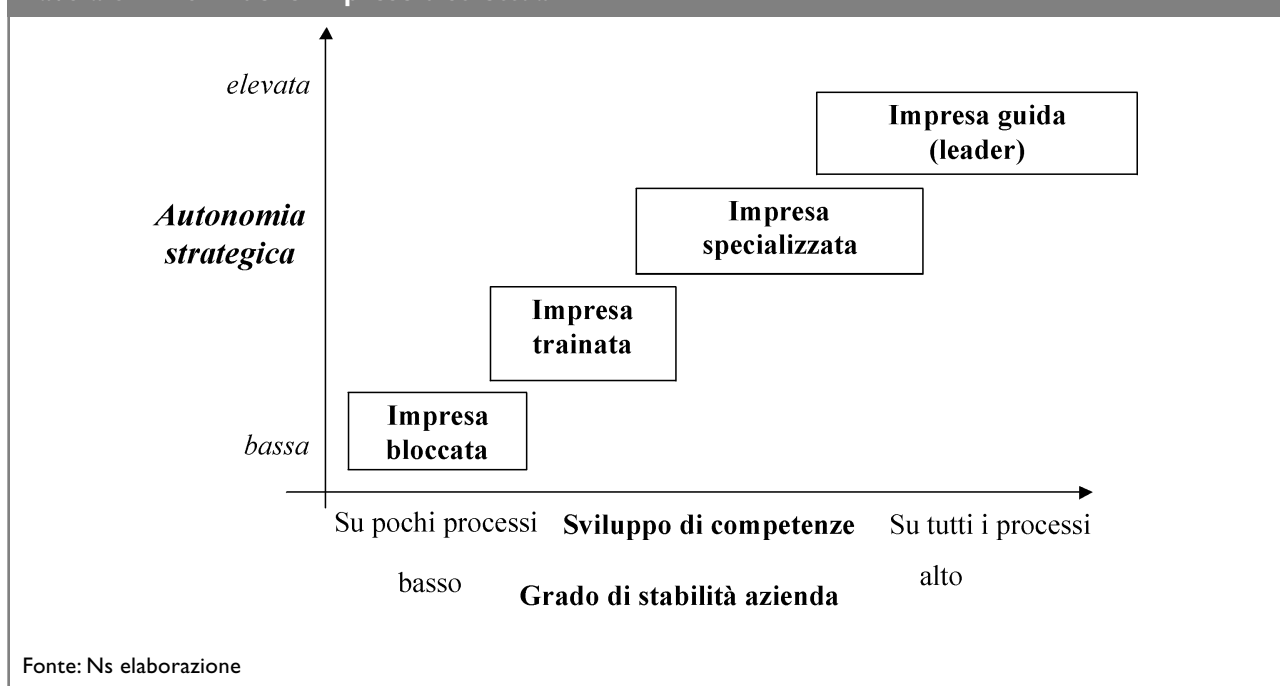 elevata
Impresa guida
(leader)
Autonomia
strategica
Impresa
specializzata
Impresa
trainata
Impresa
bloccata
bassa
Su pochi processi
Sviluppo di competenze
Su tutti i processi
basso
Grado di stabilità azienda
alto
Fonte: Ns elaborazione